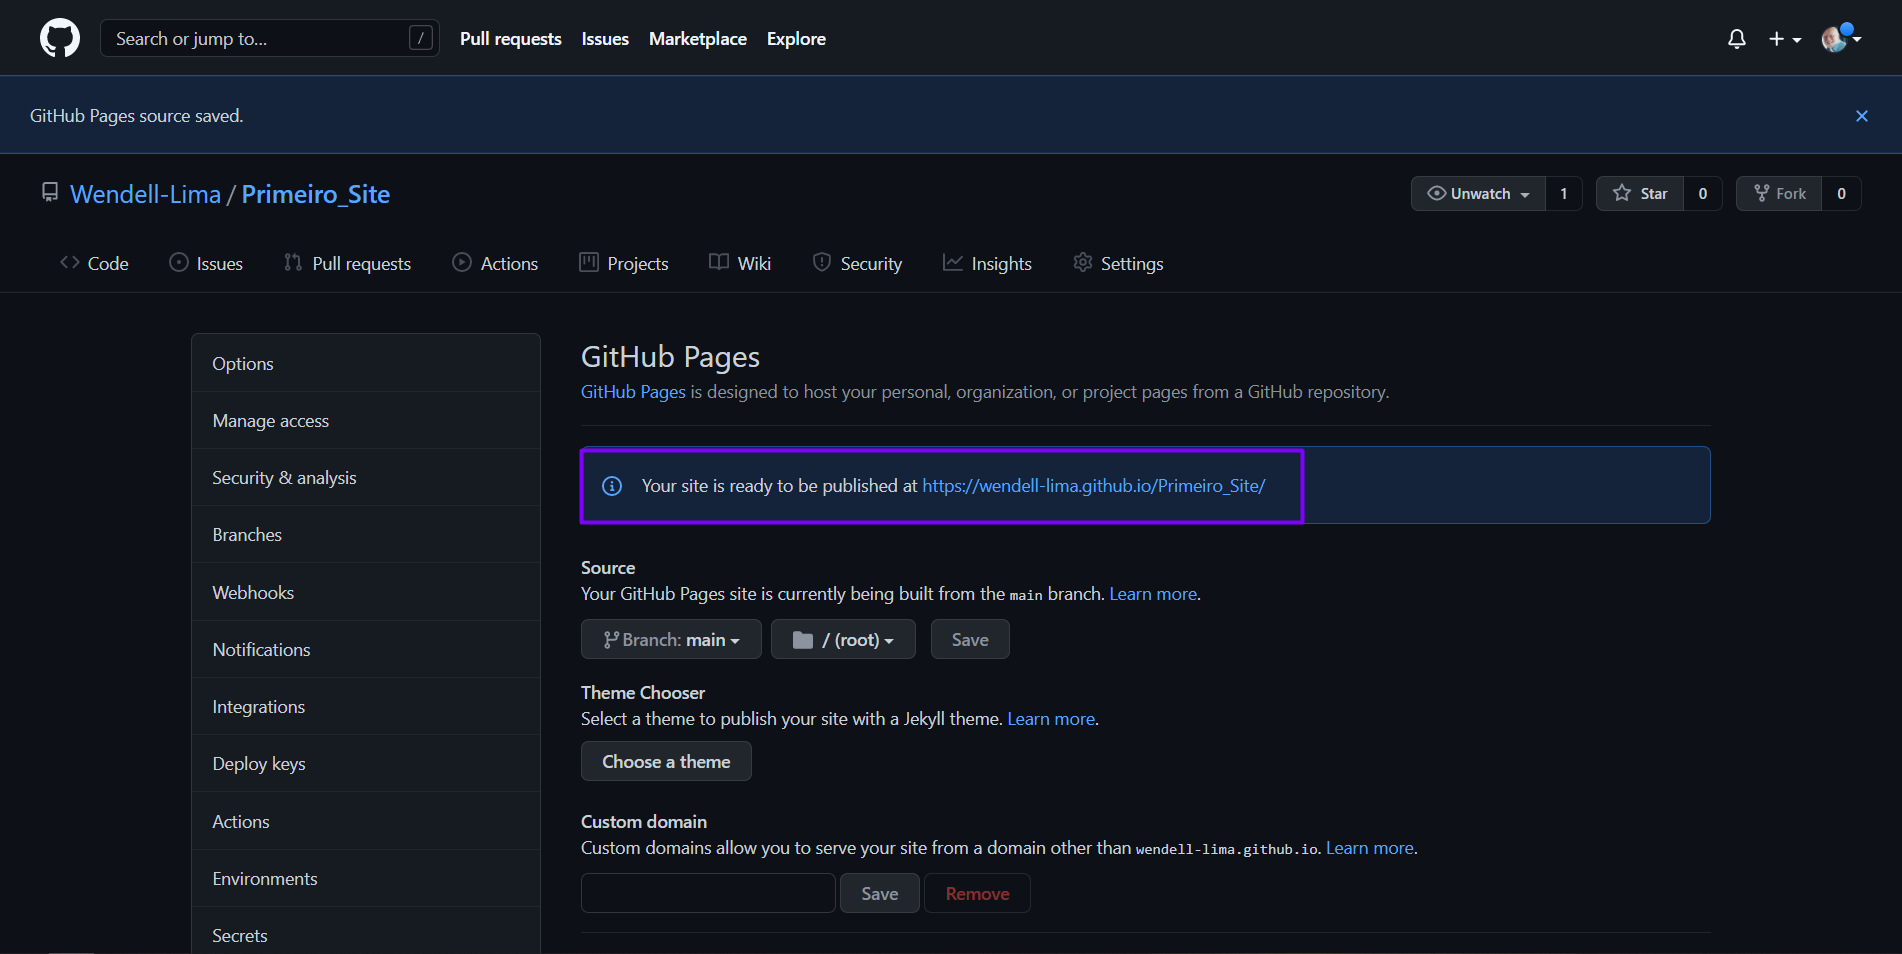 Search or jump to... / Pull requests Issues Marketplace Explore
GitHub Pages source saved.
Wendell-Lima / Primeiro_Site Unwatch 1 Star 0 Fork 0
Code Issues Pull requests Actions Projects Wiki Security Insights Settings
Options
Manage access
Security & analysis
Branches
Webhooks
Notifications
Integrations
Deploy keys
Actions
Environments
Secrets
GitHub Pages
GitHub Pages is designed to host your personal, organization, or project pages from a GitHub repository.
Your site is ready to be published at https://wendell-lima.github.io/Primeiro_Site/
Source
Your GitHub Pages site is currently being built from the main branch. Learn more.
Branch: main / (root) Save
Theme Chooser
Select a theme to publish your site with a Jekyll theme. Learn more.
Choose a theme
Custom domain
Custom domains allow you to serve your site from a domain other than wendell-lima.github.io. Learn more.
Save Remove